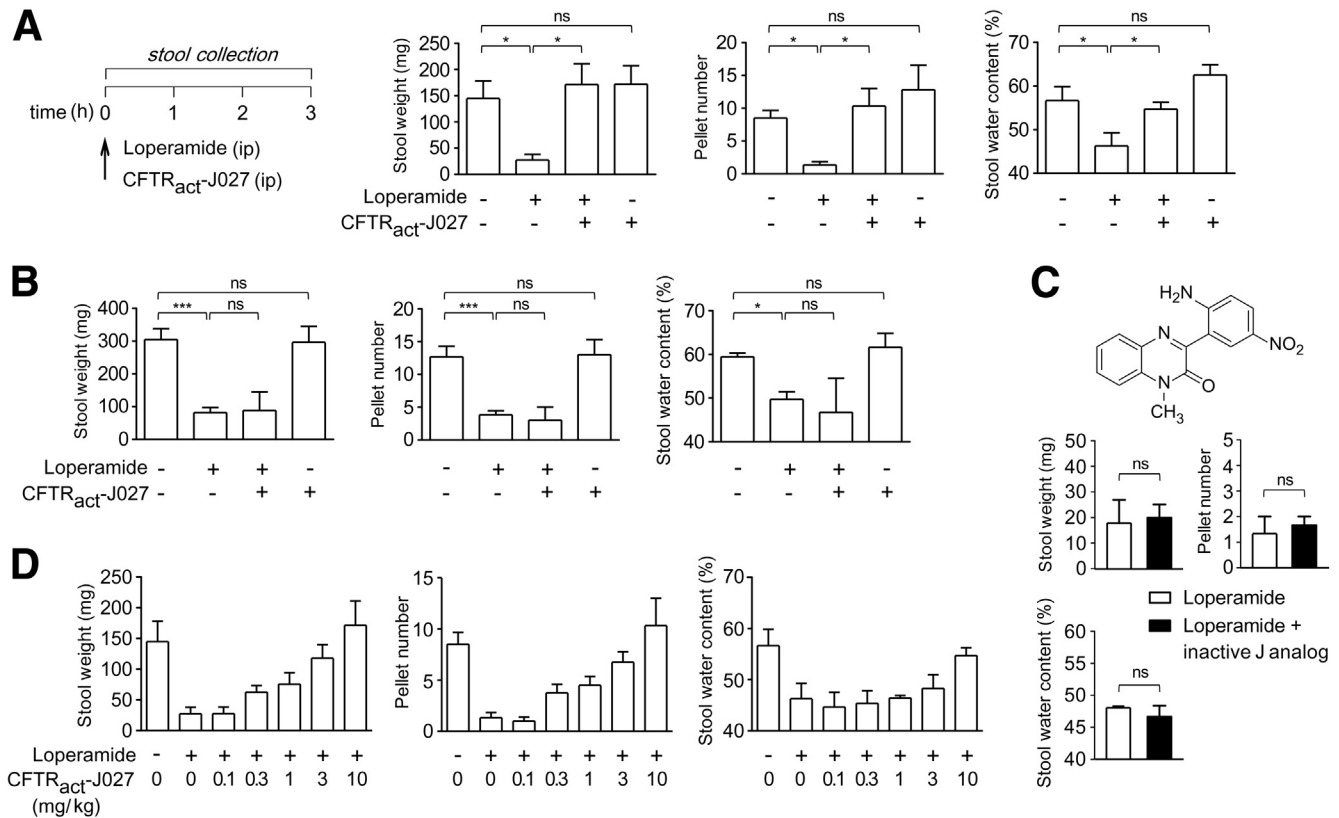 A
stool collection
time (h) 0 1 2 3
Loperamide (ip)
CFTRact-J027 (ip)
Stool weight (mg)
250
200
150
100
50
0
* * ns
Pellet number
20
15
10
5
0
* * ns
Stool water content (%)
70
60
50
40
* * ns
Loperamide - + + - - + + - - + + -
CFTRact-J027 - - + + - - + + - - + +
B
Stool weight (mg)
400
300
200
100
0
*** ns ns
Pellet number
20
15
10
5
0
*** ns ns
Stool water content (%)
70
60
50
40
* ns ns
Loperamide - + + - - + + - - + + -
CFTRact-J027 - - + + - - + + - - + +
C
H2N
N
NO2
N
O
CH3
Stool weight (mg)
50
40
30
20
10
0
ns
Pellet number
5
4
3
2
1
0
ns
Loperamide
Loperamide +
inactive J analog
Stool water content (%)
60
55
50
45
40
ns
D
Stool weight (mg)
250
200
150
100
50
0
Pellet number
15
10
5
0
Stool water content (%)
70
60
50
40
Loperamide - + + + + + + - + + + + + + - + + + + + +
CFTRact-J027 0 0 0.1 0.3 1 3 10 0 0 0.1 0.3 1 3 10 0 0 0.1 0.3 1 3 10
(mg/kg)